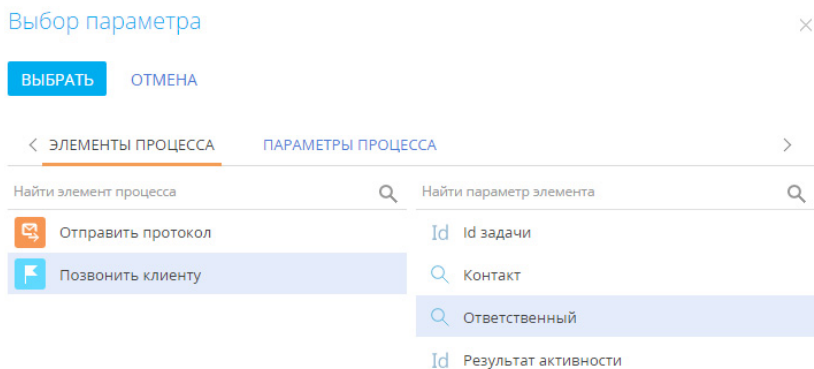 Выбор параметра
ВЫБРАТЬ ОТМЕНА
ЭЛЕМЕНТЫ ПРОЦЕССА ПАРАМЕТРЫ ПРОЦЕССА
Найти элемент процесса Найти параметр элемента
Отправить протокол Id Id задачи
Позвонить клиенту Контакт
Ответственный
Id Результат активности